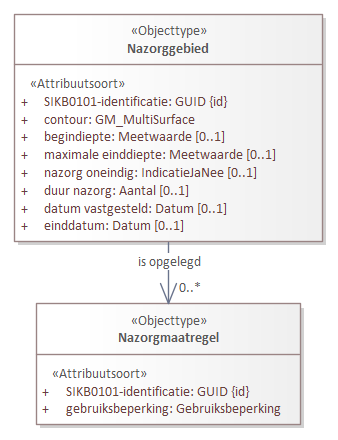 «Objecttype»
Nazorggebied
«Attribuutsoort»
+ SIKB0101-identificatie: GUID {id}
+ contour: GM_MultiSurface
+ begindiepte: Meetwaarde [0..1]
+ maximale einddiepte: Meetwaarde [0..1]
+ nazorg oneindig: IndicatieJaNee [0..1]
+ duur nazorg: Aantal [0..1]
+ datum vastgesteld: Datum [0..1]
+ einddatum: Datum [0..1]
is opgelegd
0..*
«Objecttype»
Nazorgmaatregel
«Attribuutsoort»
+ SIKB0101-identificatie: GUID {id}
+ gebruiksbeperking: Gebruiksbeperking